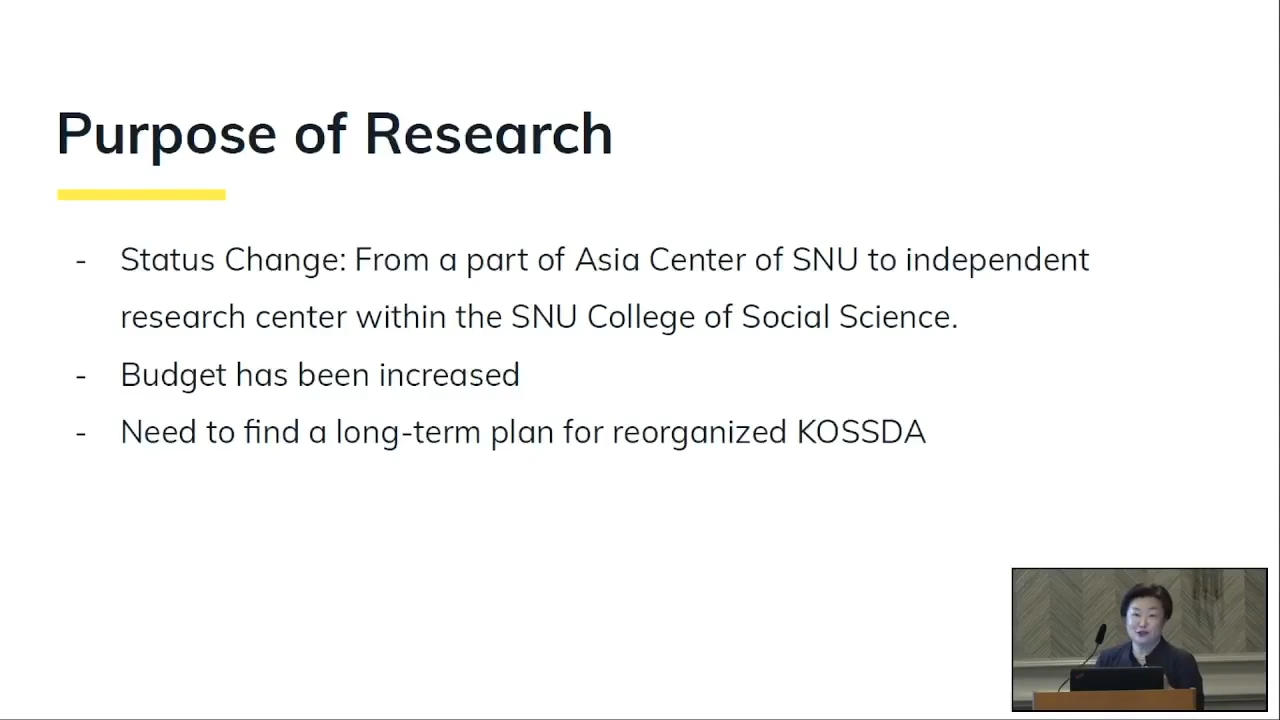 Purpose of Research
- Status Change: From a part of Asia Center of SNU to independent
research center within the SNU College of Social Science.
- Budget has been increased
- Need to find a long-term plan for reorganized KOSSDA